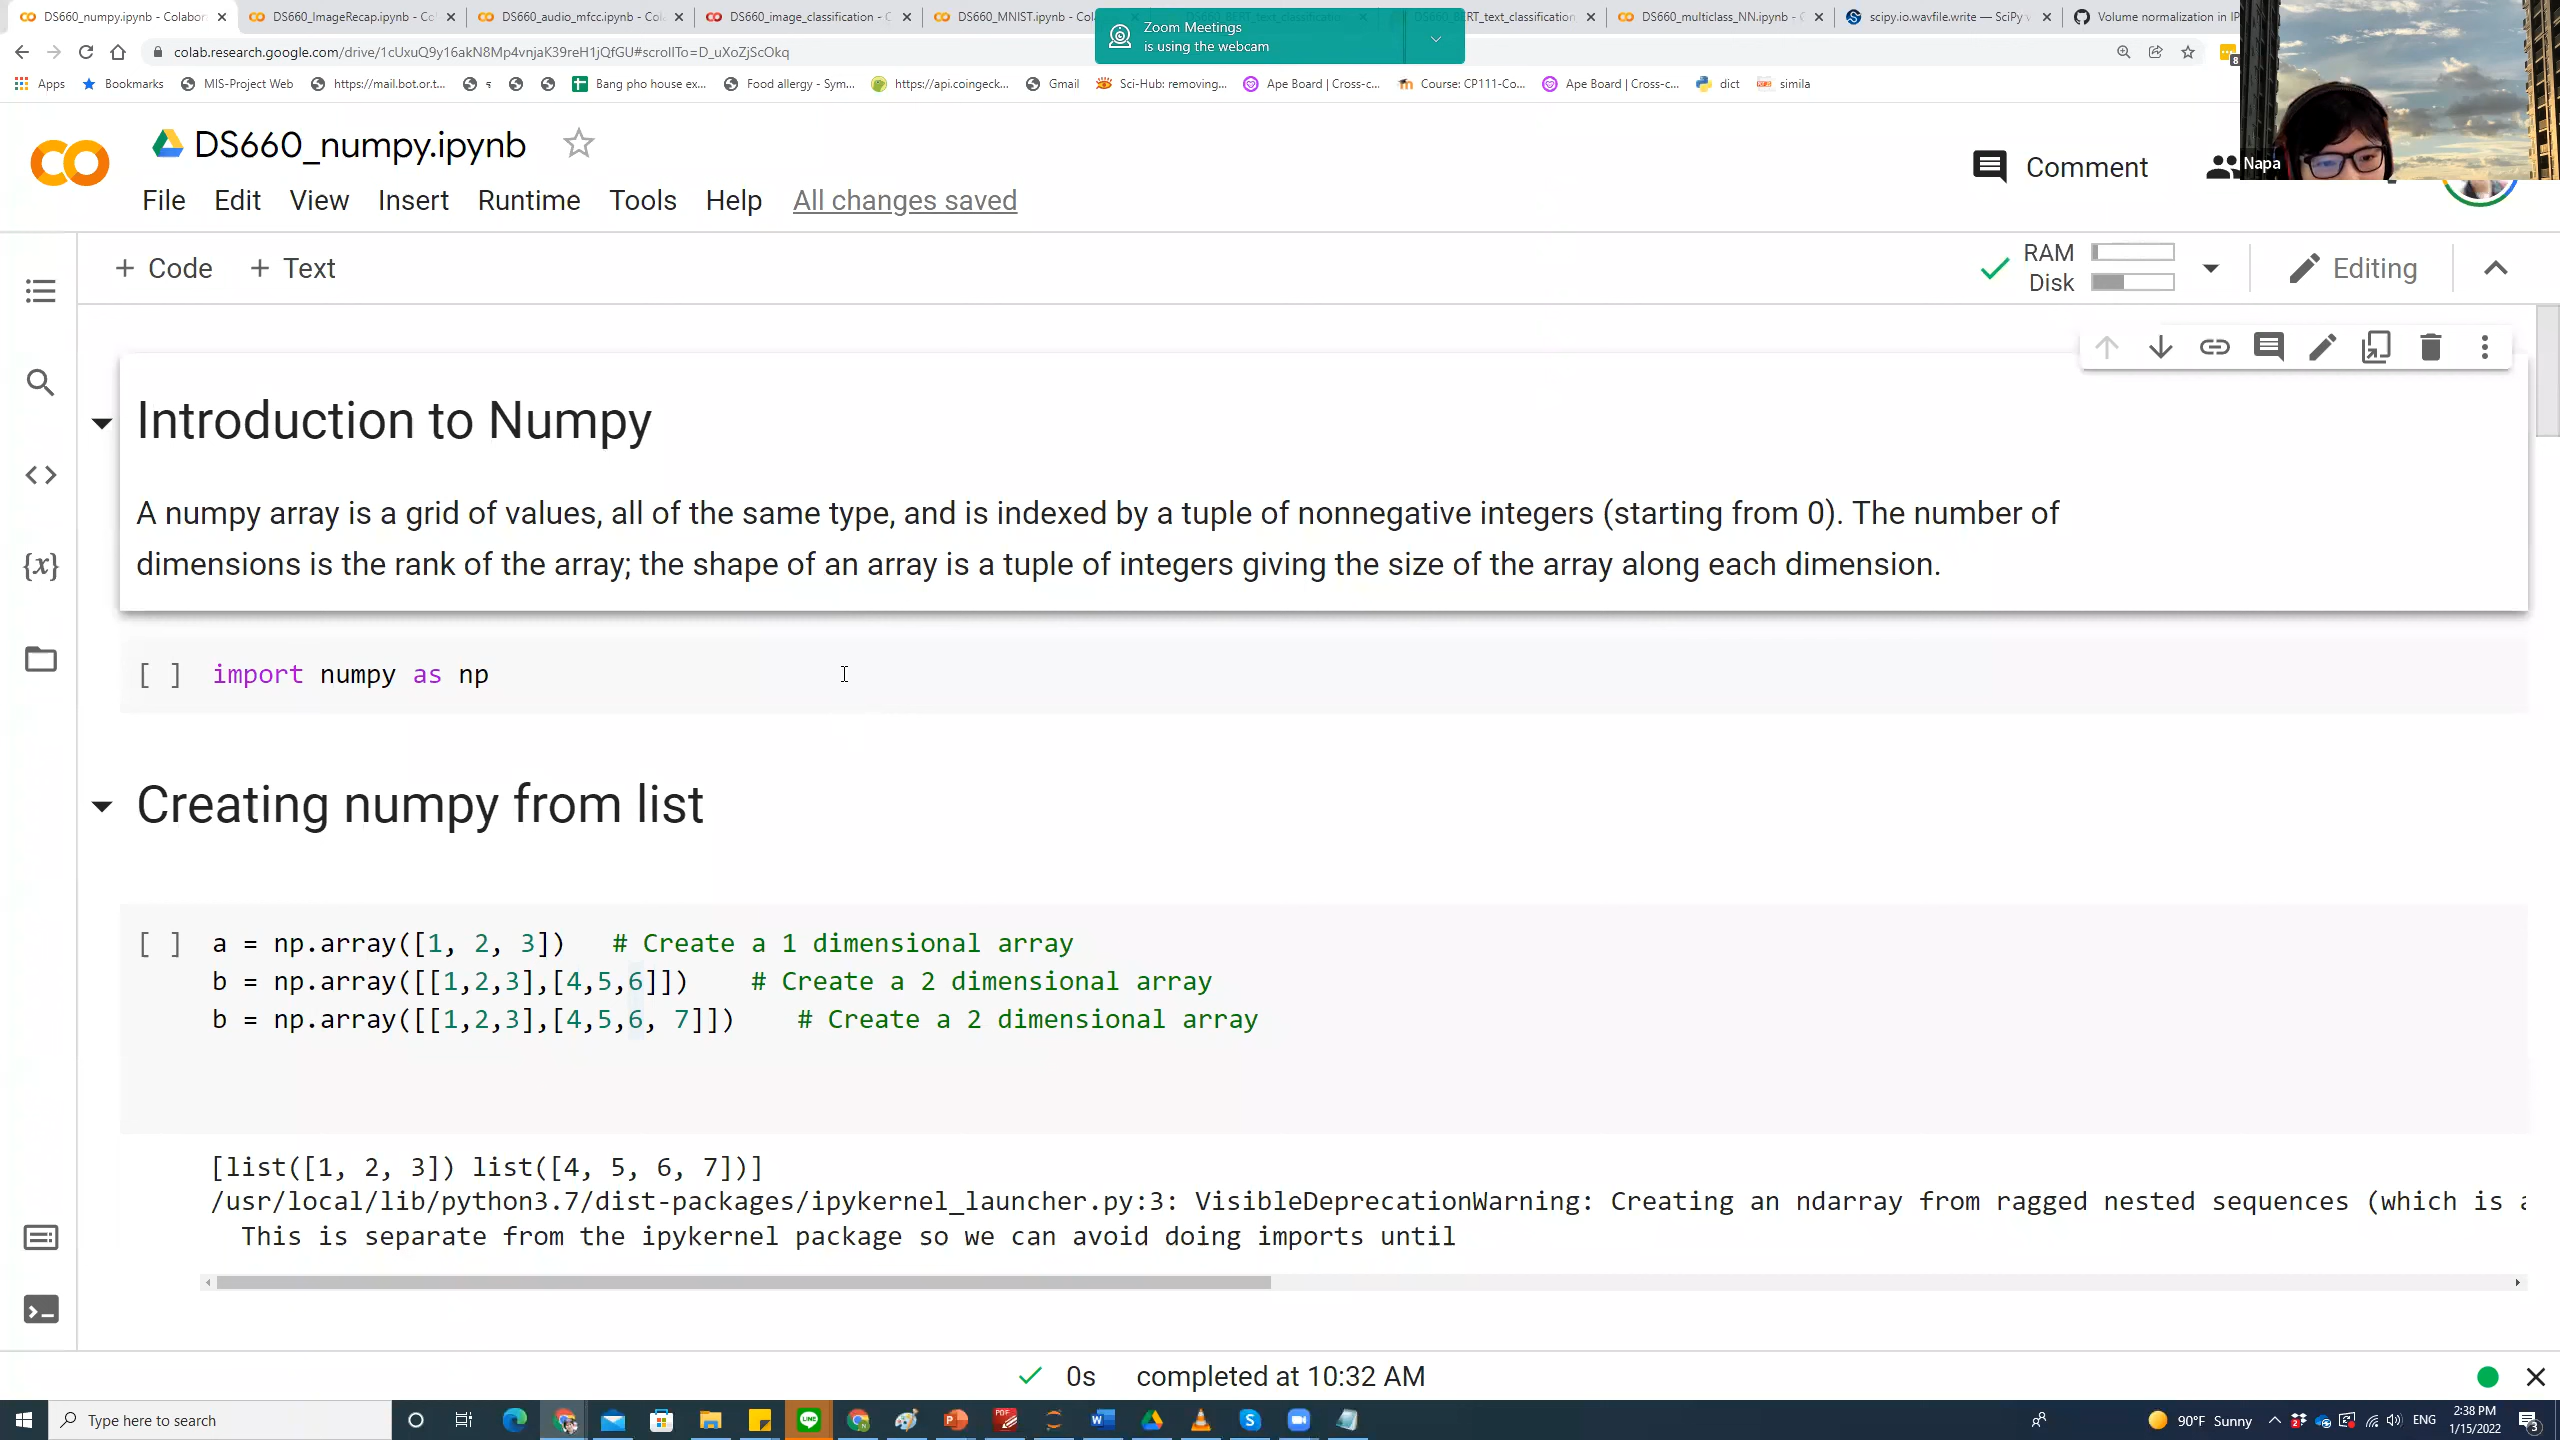 DS660_numpy.ipynb - Colabor
DS660_ImageRecap.ipynb - Co
DS660_audio_mfcc.ipynb - Col
DS660_image_classification - C
DS660_MNIST.ipynb - Cola
BERT_text_classification
DS660_multiclass_NN.ipynb - C
scipy.io.wavfile.write — SciPy v
Volume normalization in IP
Zoom Meetings
is using the webcam
colab.research.google.com/drive/1cUxuQ9y16akN8Mp4vnjaK39reH1jQfGU#scrollTo=D_uXoZjScOkq
8
Apps
Bookmarks
MIS-Project Web
https://mail.bot.or.t...
Bang pho house ex...
Food allergy - Sym...
https://api.coingeck...
Gmail
Sci-Hub: removing...
Ape Board | Cross-c...
Course: CP111-Co...
Ape Board | Cross-c...
dict
simila
DS660_numpy.ipynb
Comment
Napa
File Edit View Insert Runtime Tools Help All changes saved
+ Code + Text
RAM
Disk
Editing
Introduction to Numpy
A numpy array is a grid of values, all of the same type, and is indexed by a tuple of nonnegative integers (starting from 0). The number of
dimensions is the rank of the array; the shape of an array is a tuple of integers giving the size of the array along each dimension.
[ ] import numpy as np
Creating numpy from list
[ ] a = np.array([1, 2, 3]) # Create a 1 dimensional array
b = np.array([[1,2,3],[4,5,6]]) # Create a 2 dimensional array
b = np.array([[1,2,3],[4,5,6, 7]]) # Create a 2 dimensional array
[list([1, 2, 3]) list([4, 5, 6, 7])]
/usr/local/lib/python3.7/dist-packages/ipykernel_launcher.py:3: VisibleDeprecationWarning: Creating an ndarray from ragged nested sequences (which is a
This is separate from the ipykernel package so we can avoid doing imports until
0s completed at 10:32 AM
Type here to search
90°F Sunny
ENG
2:38 PM
1/15/2022
3